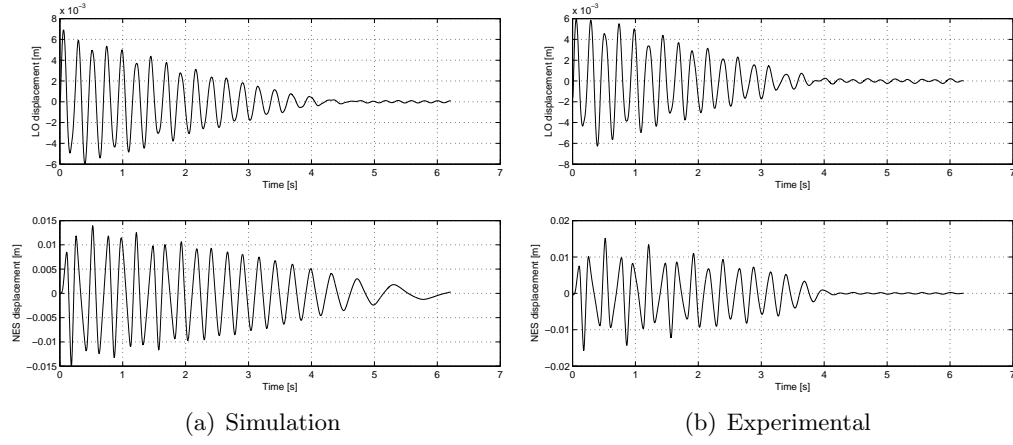 x 10⁻³
8
6
4
2
0
−2
−4
−6
LO displacement [m]
0 1 2 3 4 5 6 7
Time [s]
x 10⁻³
6
4
2
0
−2
−4
−6
−8
LO displacement [m]
0 1 2 3 4 5 6 7
Time [s]
0.015
0.010
0.005
0
−0.005
−0.01
−0.015
NES displacement [m]
0 1 2 3 4 5 6 7
Time [s]
0.02
0.01
0
−0.01
−0.02
NES displacement [m]
0 1 2 3 4 5 6 7
Time [s]
(a) Simulation
(b) Experimental